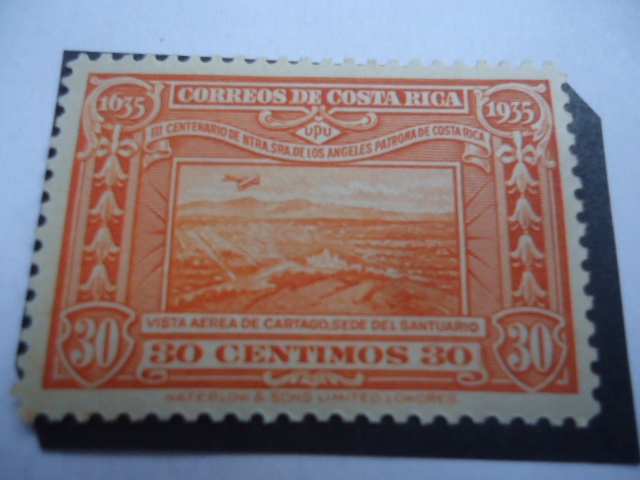 1635 CORREOS DE COSTA RICA 1935
UPU
III CENTENARIO DE NTRA. SRA. DE LOS ANGELES PATRONA DE COSTA RICA
VISTA AEREA DE CARTAGO, SEDE DEL SANTUARIO
30 30 CENTIMOS 30 30
WATERLOW & SONS LIMITED, LONDRES